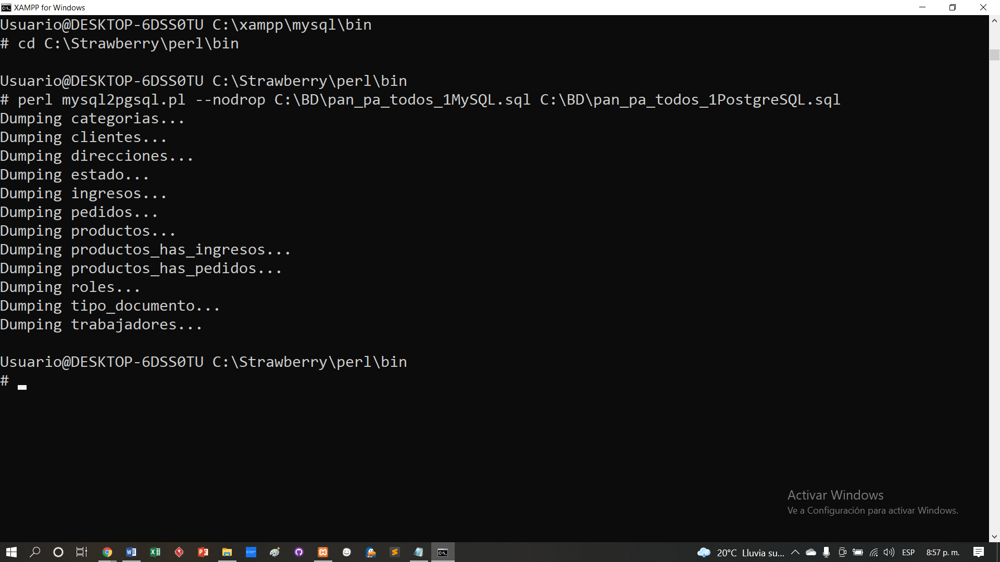 XAMPP for Windows
Usuario@DESKTOP-6DSS0TU C:\xampp\mysql\bin
# cd C:\Strawberry\perl\bin
Usuario@DESKTOP-6DSS0TU C:\Strawberry\perl\bin
# perl mysql2pgsql.pl --nodrop C:\BD\pan_pa_todos_1MySQL.sql C:\BD\pan_pa_todos_1PostgreSQL.sql
Dumping categorias...
Dumping clientes...
Dumping direcciones...
Dumping estado...
Dumping ingresos...
Dumping pedidos...
Dumping productos...
Dumping productos_has_ingresos...
Dumping productos_has_pedidos...
Dumping roles...
Dumping tipo_documento...
Dumping trabajadores...
Usuario@DESKTOP-6DSS0TU C:\Strawberry\perl\bin
#
Activar Windows
Ve a Configuración para activar Windows.
20°C Lluvia su... ESP 8:57 p. m.